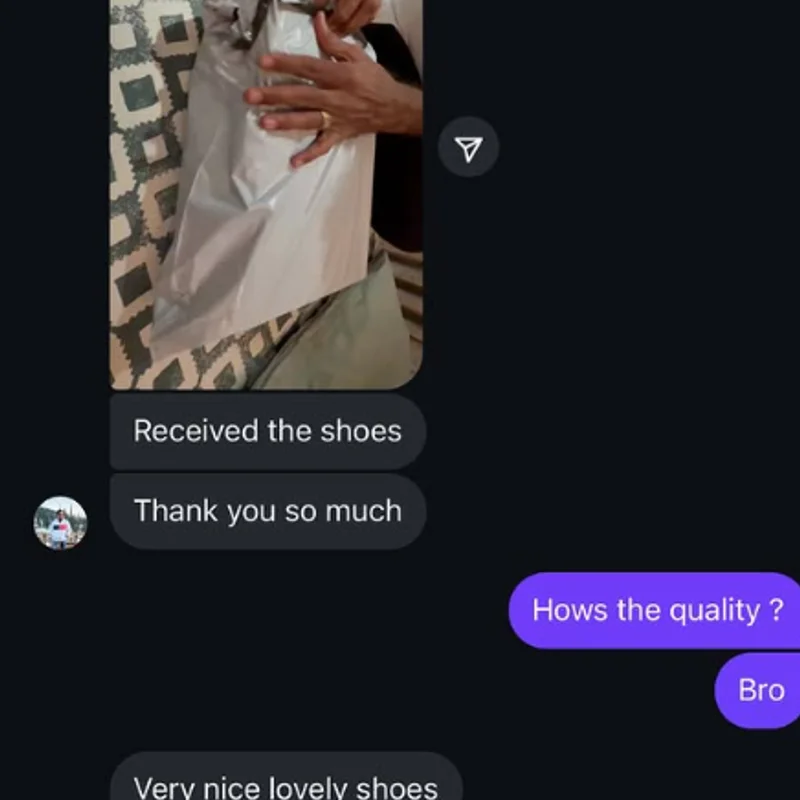 Received the shoes
Thank you so much
Hows the quality ?
Bro
Very nice lovely shoes